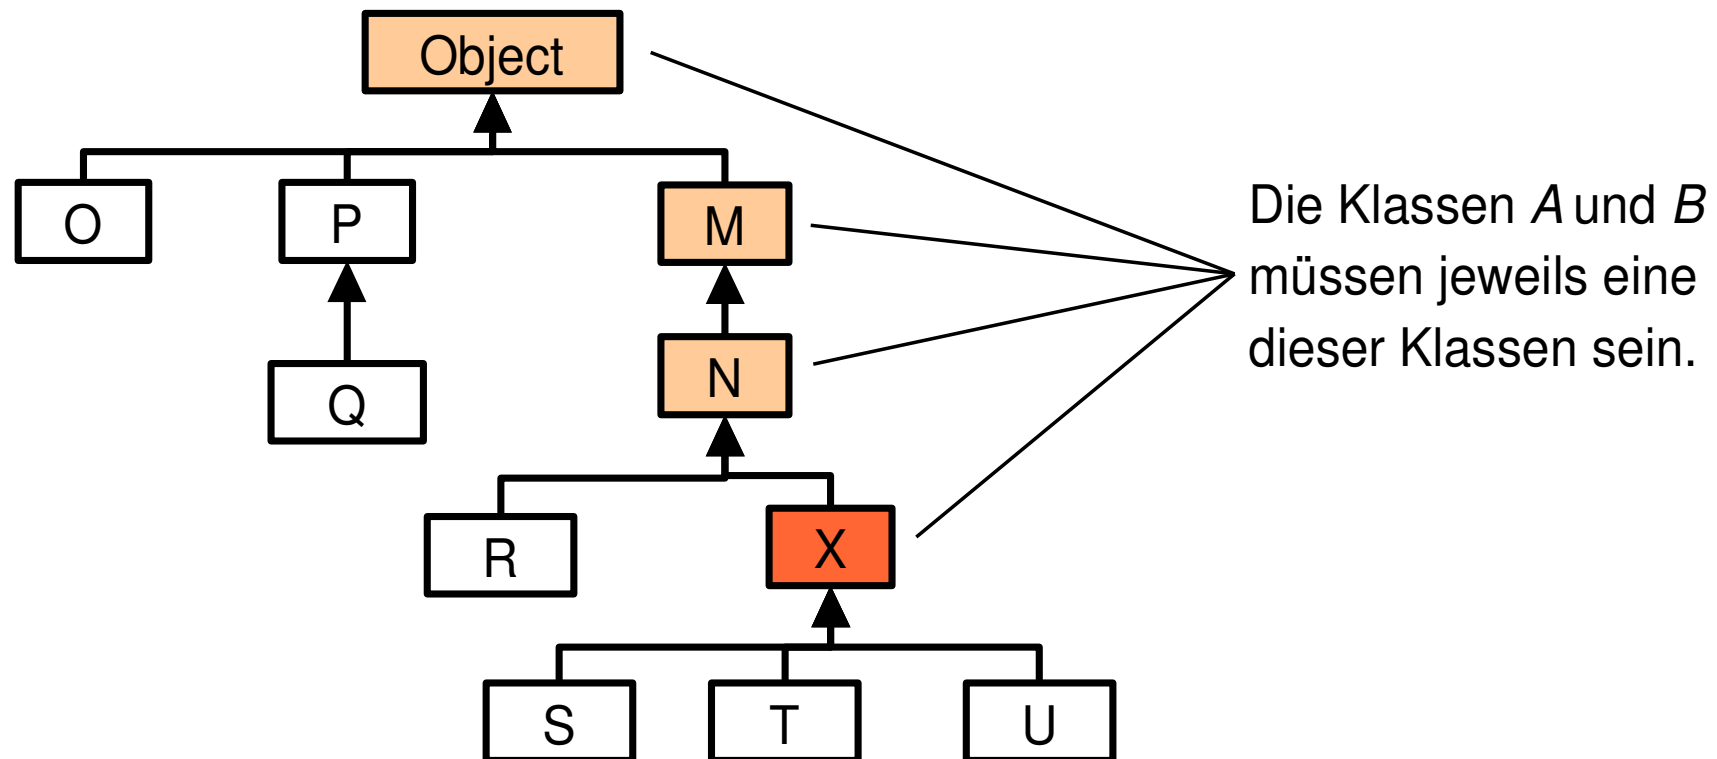 Object
O
P
M
Die Klassen A und B
müssen jeweils eine
dieser Klassen sein.
N
Q
R
X
S
T
U